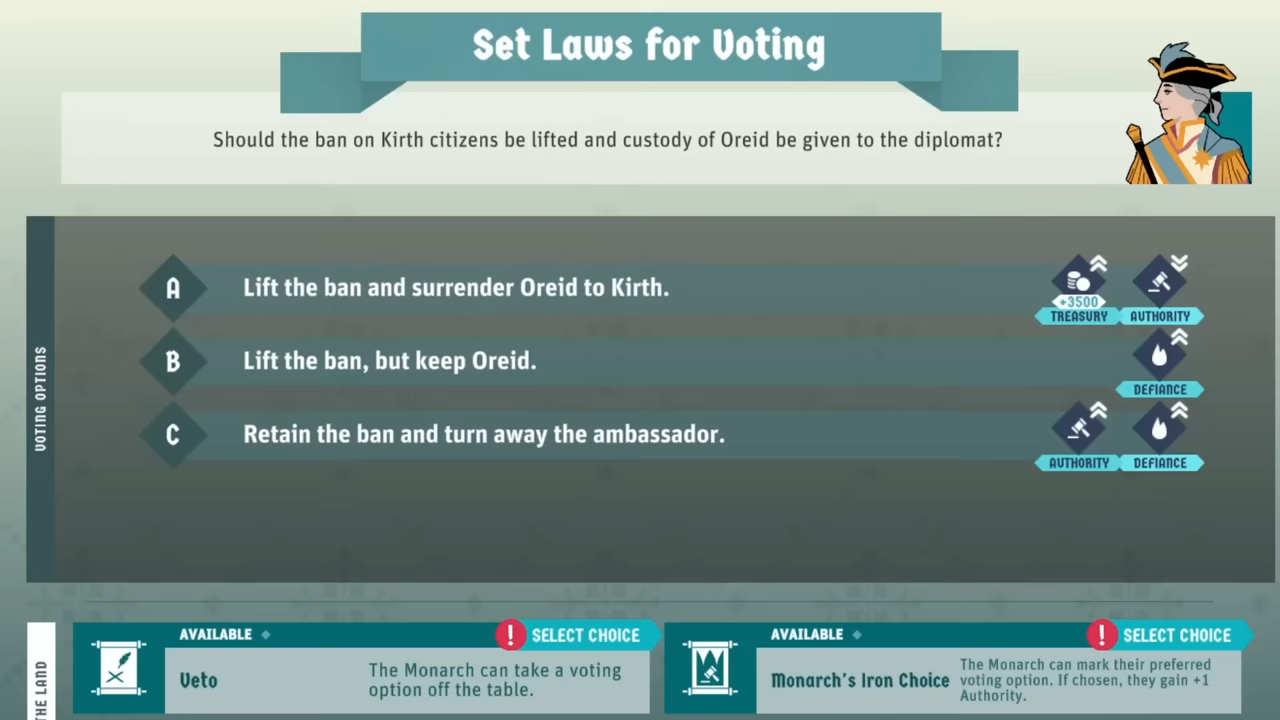 Set Laws for Voting
Should the ban on Kirth citizens be lifted and custody of Oreid be given to the diplomat?
VOTING OPTIONS
A
Lift the ban and surrender Oreid to Kirth.
+3500
TREASURY
AUTHORITY
B
Lift the ban, but keep Oreid.
DEFIANCE
C
Retain the ban and turn away the ambassador.
AUTHORITY
DEFIANCE
THE LAND
AVAILABLE
! SELECT CHOICE
Veto
The Monarch can take a voting
option off the table.
AVAILABLE
! SELECT CHOICE
Monarch's Iron Choice
The Monarch can mark their preferred
voting option. If chosen, they gain +1
Authority.